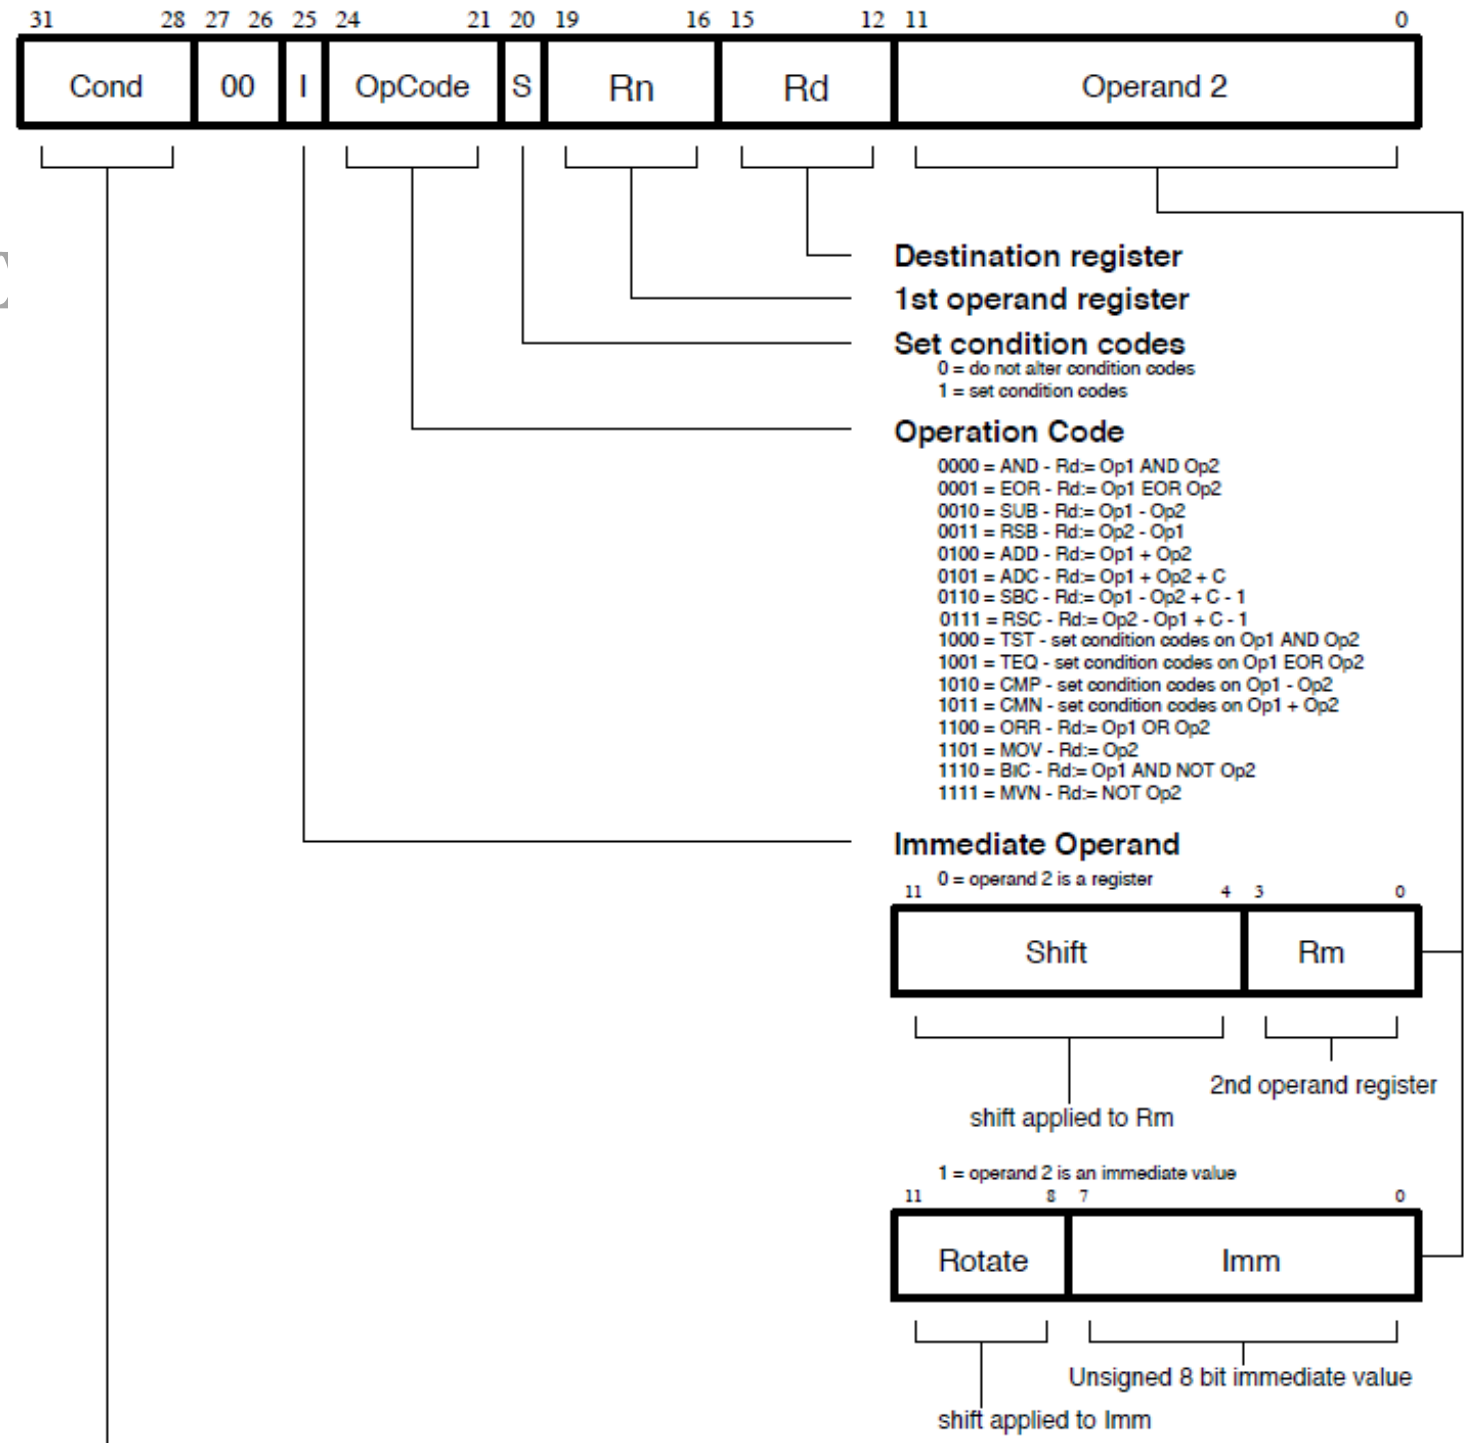 31 28 27 26 25 24 21 20 19 16 15 12 11 0
Cond 00 I OpCode S Rn Rd Operand 2
Destination register
1st operand register
Set condition codes
0 = do not alter condition codes
1 = set condition codes
Operation Code
0000 = AND - Rd:= Op1 AND Op2
0001 = EOR - Rd:= Op1 EOR Op2
0010 = SUB - Rd:= Op1 - Op2
0011 = RSB - Rd:= Op2 - Op1
0100 = ADD - Rd:= Op1 + Op2
0101 = ADC - Rd:= Op1 + Op2 + C
0110 = SBC - Rd:= Op1 - Op2 + C - 1
0111 = RSC - Rd:= Op2 - Op1 + C - 1
1000 = TST - set condition codes on Op1 AND Op2
1001 = TEQ - set condition codes on Op1 EOR Op2
1010 = CMP - set condition codes on Op1 - Op2
1011 = CMN - set condition codes on Op1 + Op2
1100 = ORR - Rd:= Op1 OR Op2
1101 = MOV - Rd:= Op2
1110 = BIC - Rd:= Op1 AND NOT Op2
1111 = MVN - Rd:= NOT Op2
Immediate Operand
0 = operand 2 is a register
11 4 3 0
Shift Rm
2nd operand register
shift applied to Rm
1 = operand 2 is an immediate value
11 8 7 0
Rotate Imm
Unsigned 8 bit immediate value
shift applied to Imm